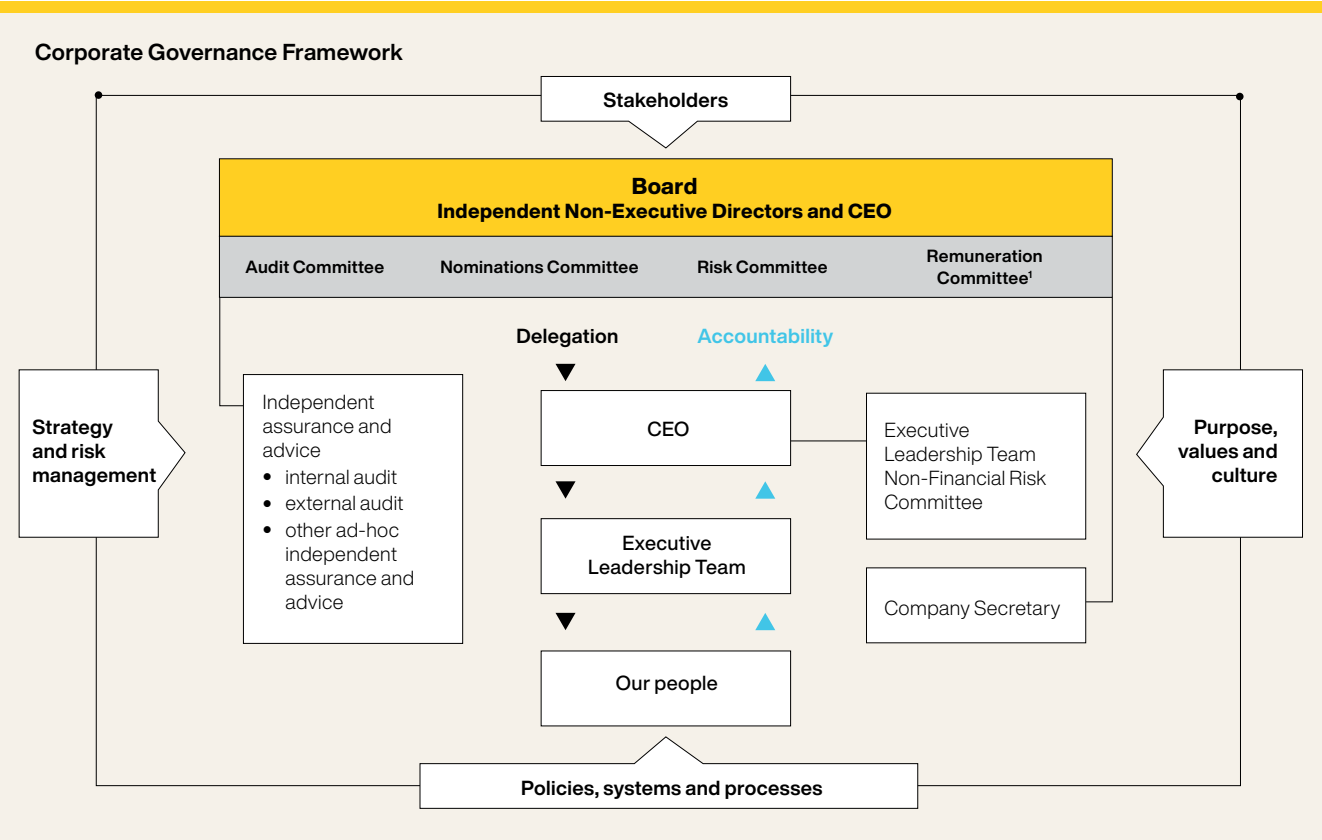 Corporate Governance Framework
Stakeholders
Board
Independent Non-Executive Directors and CEO
Audit Committee
Nominations Committee
Risk Committee
Remuneration
Committee¹
Delegation
Accountability
Strategy
and risk
management
Independent
assurance and
advice
• internal audit
• external audit
• other ad-hoc
independent
assurance and
advice
CEO
Executive
Leadership Team
Our people
Executive
Leadership Team
Non-Financial Risk
Committee
Company Secretary
Purpose,
values and
culture
Policies, systems and processes